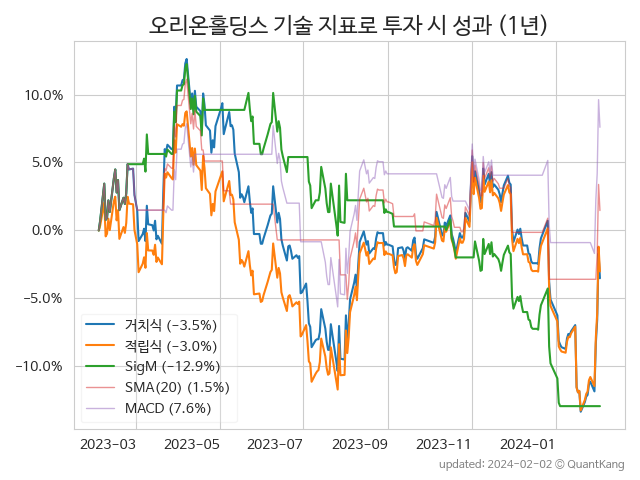 오리온홀딩스 기술 지표로 투자 시 성과 (1년)
10.0%
5.0%
0.0%
−5.0%
−10.0%
거치식 (−3.5%)
적립식 (−3.0%)
SigM (−12.9%)
SMA(20) (1.5%)
MACD (7.6%)
2023-03 2023-05 2023-07 2023-09 2023-11 2024-01
updated: 2024-02-02 © QuantKang